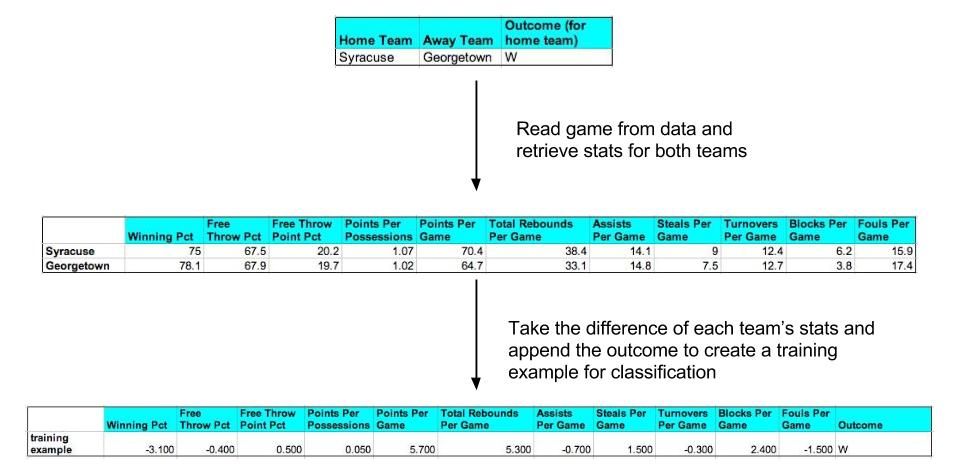 Home Team Away Team Outcome (for home team)
Syracuse Georgetown W
Read game from data and
retrieve stats for both teams
Winning Pct Free Throw Pct Free Throw Point Pct Points Per Possessions Points Per Game Total Rebounds Per Game Assists Per Game Steals Per Game Turnovers Per Game Blocks Per Game Fouls Per Game
Syracuse 75 67.5 20.2 1.07 70.4 38.4 14.1 9 12.4 6.2 15.9
Georgetown 78.1 67.9 19.7 1.02 64.7 33.1 14.8 7.5 12.7 3.8 17.4
Take the difference of each team's stats and
append the outcome to create a training
example for classification
Winning Pct Free Throw Pct Free Throw Point Pct Points Per Possessions Points Per Game Total Rebounds Per Game Assists Per Game Steals Per Game Turnovers Per Game Blocks Per Game Fouls Per Game Outcome
training example -3.100 -0.400 0.500 0.050 5.700 5.300 -0.700 1.500 -0.300 2.400 -1.500 W